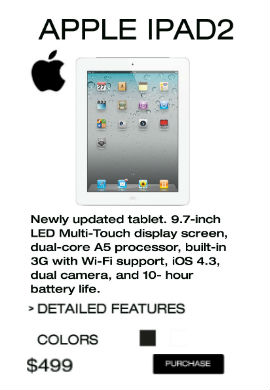 APPLE IPAD2
Newly updated tablet. 9.7-inch
LED Multi-Touch display screen,
dual-core A5 processor, built-in
3G with Wi-Fi support, iOS 4.3,
dual camera, and 10- hour
battery life.
> DETAILED FEATURES
COLORS
$499
PURCHASE